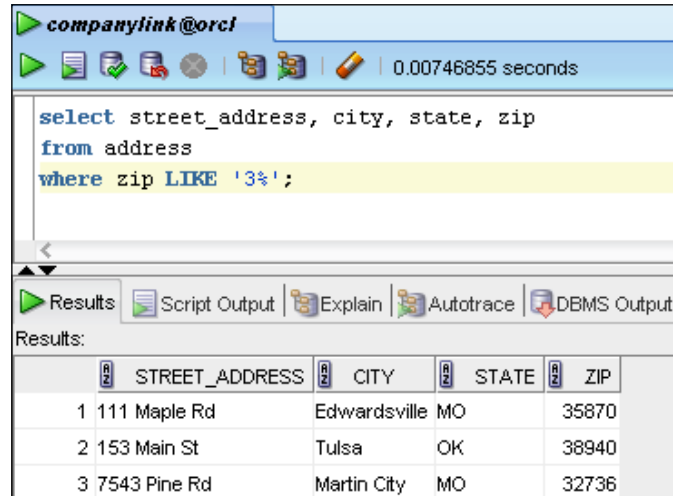 companylink@orcl
0.00746855 seconds
select street_address, city, state, zip
from address
where zip LIKE '3%';
Results Script Output Explain Autotrace DBMS Output
Results:
STREET_ADDRESS CITY STATE ZIP
1 111 Maple Rd Edwardsville MO 35870
2 153 Main St Tulsa OK 38940
3 7543 Pine Rd Martin City MO 32736